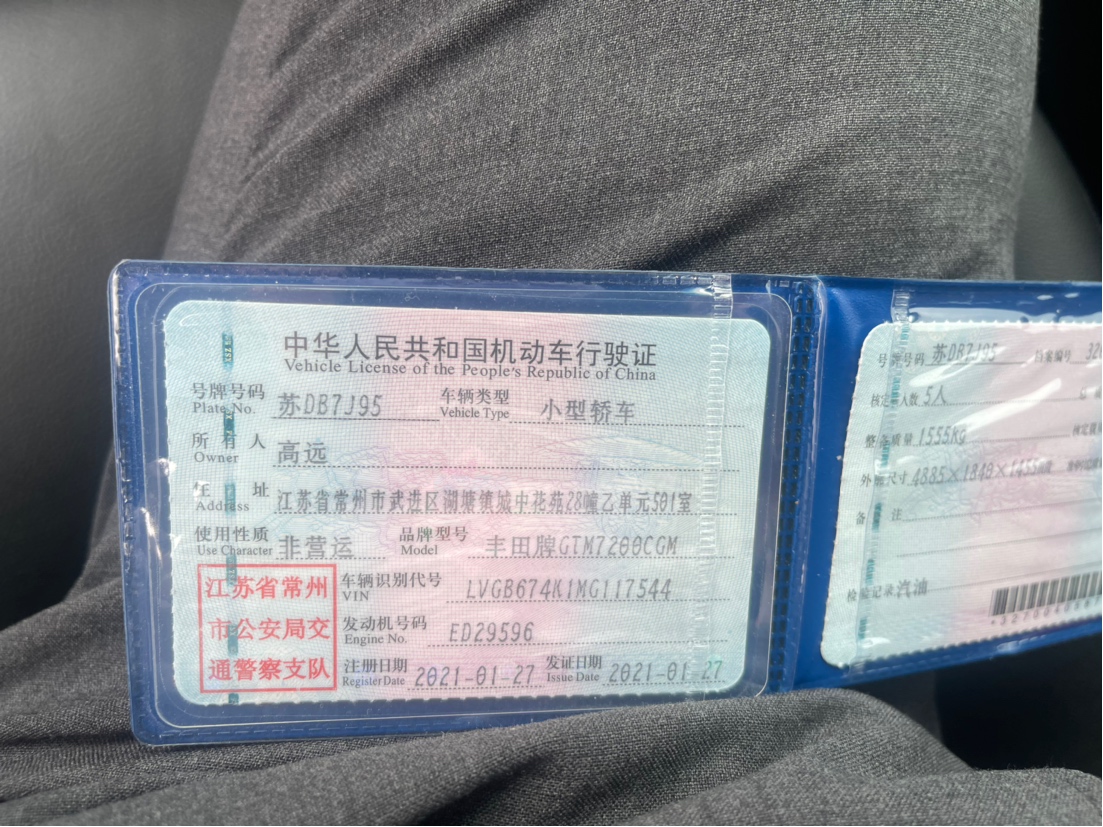 中华人民共和国机动车行驶证
Vehicle License of the People's Republic of China
号牌号码 苏DB7J95 车辆类型 小型轿车
Plate No. Vehicle Type
所有人 高远
Owner
住址 江苏省常州市武进区湖塘镇城中花苑28幢乙单元501室
Address
使用性质 非营运 品牌型号 丰田牌GTM7200CGM
Use Character Model
江苏省常州
市公安局交
通警察支队
车辆识别代号 LVGB674K1MG117544
VIN
发动机号码 ED29596
Engine No.
注册日期 2021-01-27 发证日期 2021-01-27
Register Date Issue Date
号牌号码 苏DB7J95 档案编号
核定人数 5人
整备质量 1555Kg
外廓尺寸 4885×1840×1455
备注
检验记录 汽油